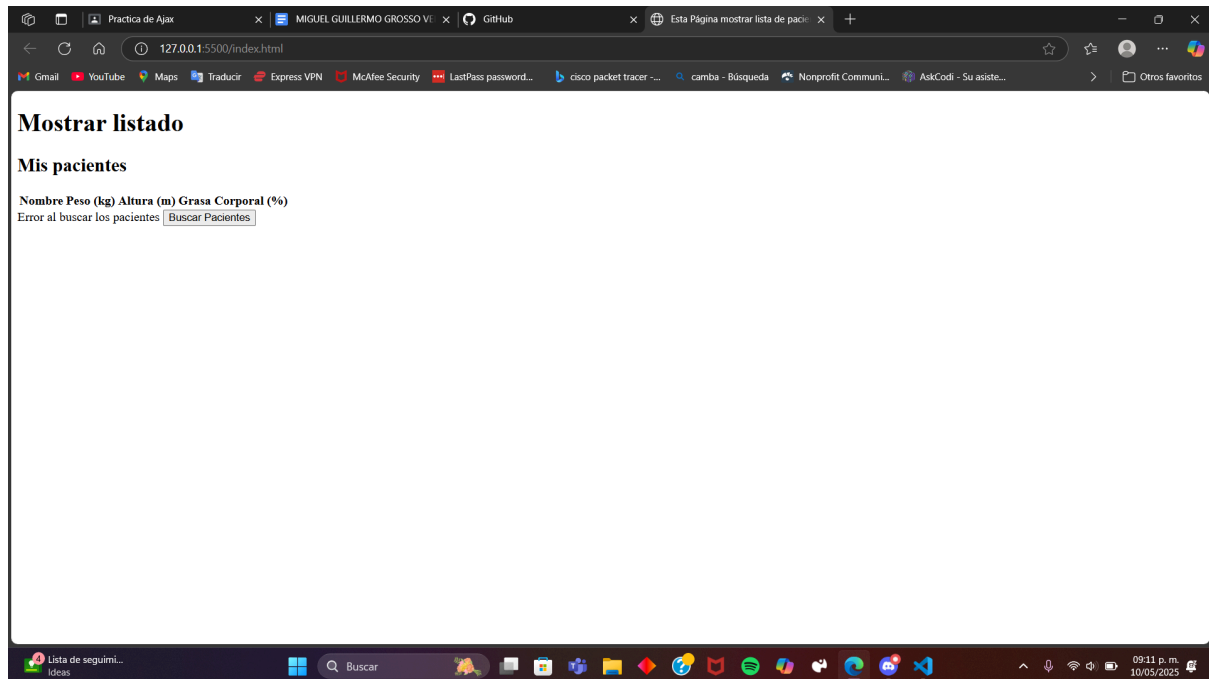 Practica de Ajax
MIGUEL GUILLERMO GROSSO VE
GitHub
Esta Página mostrar lista de pacie
127.0.0.1:5500/index.html
Gmail YouTube Maps Traducir Express VPN McAfee Security LastPass password... cisco packet tracer -... camba - Búsqueda Nonprofit Communi... AskCodi - Su asiste... Otros favoritos
Mostrar listado
Mis pacientes
Nombre Peso (kg) Altura (m) Grasa Corporal (%)
Error al buscar los pacientes Buscar Pacientes
4
Lista de seguimi...
Ideas
Buscar
09:11 p. m.
10/05/2025